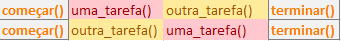 começar() uma_tarefa() outra_tarefa() terminar()
começar() outra_tarefa() uma_tarefa() terminar()